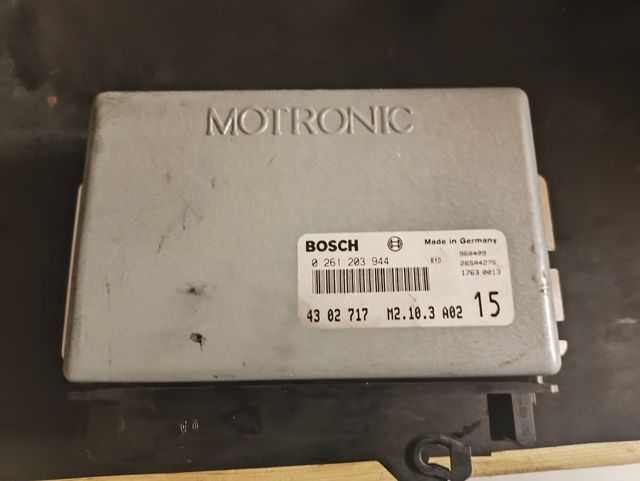 MOTRONIC
BOSCH Made in Germany
0 261 203 944 W10 960409
26SA4276
1763 0013
43 02 717 M2.10.3 A02 15